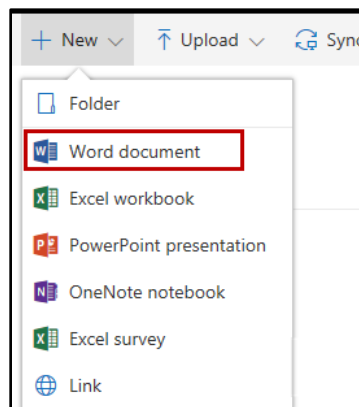 New Upload Sync
Folder
Word document
Excel workbook
PowerPoint presentation
OneNote notebook
Excel survey
Link